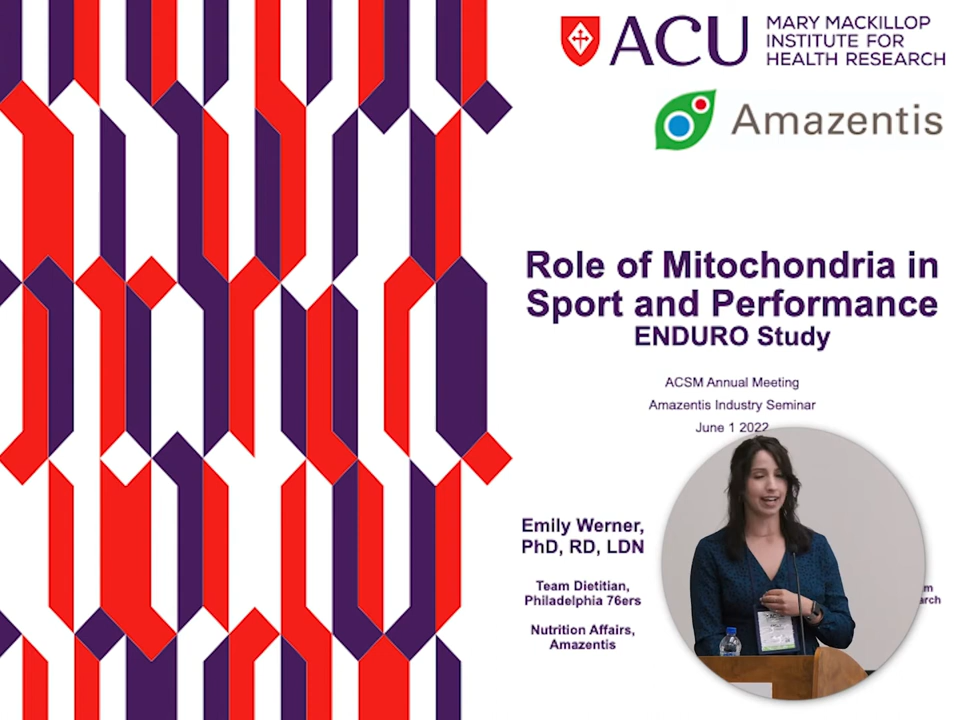 ACU
MARY MACKILLOP
INSTITUTE FOR
HEALTH RESEARCH
Amazentis
Role of Mitochondria in
Sport and Performance
ENDURO Study
ACSM Annual Meeting
Amazentis Industry Seminar
June 1 2022
Emily Werner,
PhD, RD, LDN
Team Dietitian,
Philadelphia 76ers
Nutrition Affairs,
Amazentis